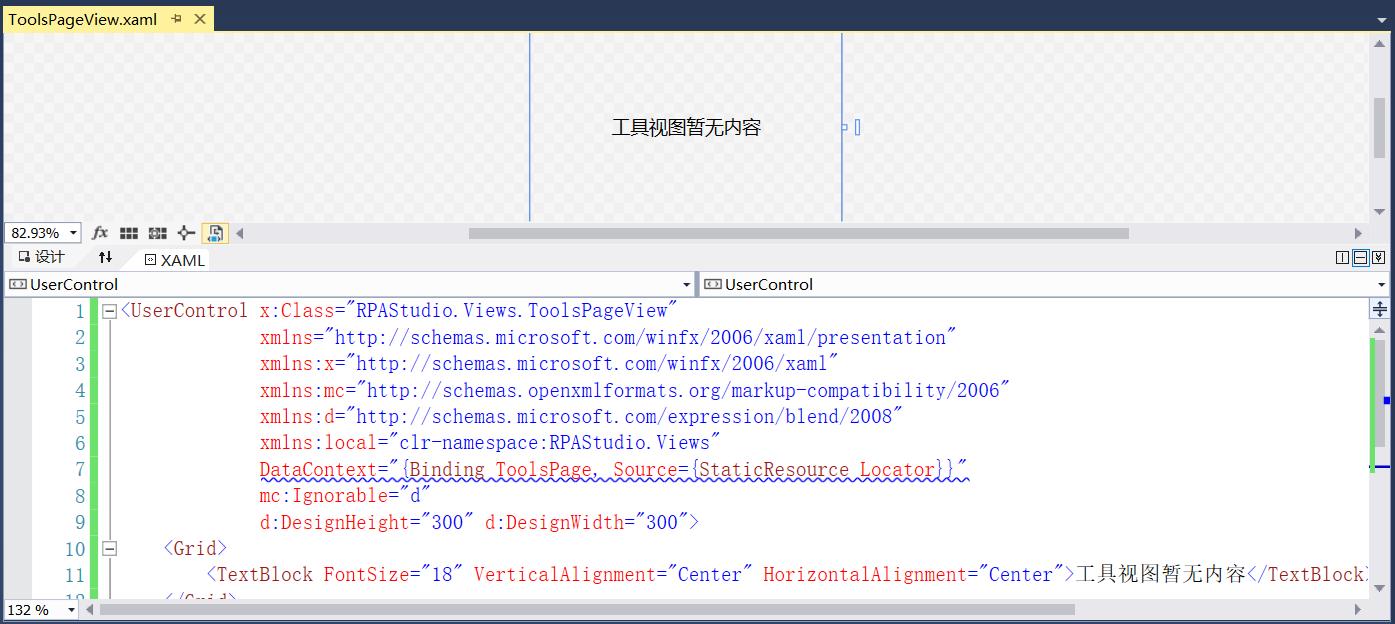 ToolsPageView.xaml
工具视图暂无内容
82.93%
fx
设计
XAML
UserControl
UserControl
1 <UserControl x:Class="RPAStudio.Views.ToolsPageView"
2 xmlns="http://schemas.microsoft.com/winfx/2006/xaml/presentation"
3 xmlns:x="http://schemas.microsoft.com/winfx/2006/xaml"
4 xmlns:mc="http://schemas.openxmlformats.org/markup-compatibility/2006"
5 xmlns:d="http://schemas.microsoft.com/expression/blend/2008"
6 xmlns:local="clr-namespace:RPAStudio.Views"
7 DataContext="{Binding ToolsPage, Source={StaticResource Locator}}"
8 mc:Ignorable="d"
9 d:DesignHeight="300" d:DesignWidth="300">
10 <Grid>
11 <TextBlock FontSize="18" VerticalAlignment="Center" HorizontalAlignment="Center">工具视图暂无内容</TextBlock>
12 </Grid>
132 %